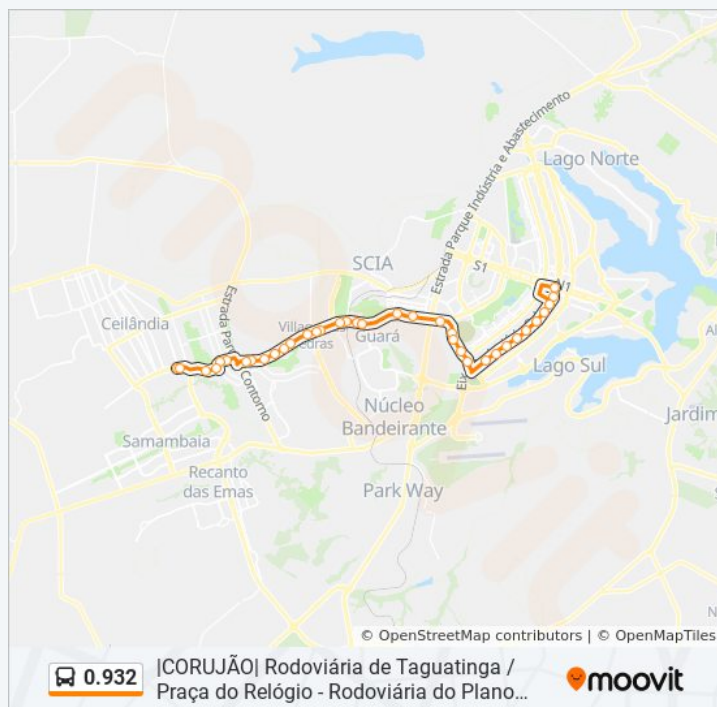 Lago Norte
Estrada Parque Indústria e Abastecimento
SCIA
S1
N1
Estrada Par
Contorno
Ceilândia
Guará
Lago Sul
Núcleo
Bandeirante
Jardim
Samambaia
Recanto
das Emas
Park Way
© OpenStreetMap contributors | © OpenMapTiles
0.932
|CORUJÃO| Rodoviária de Taguatinga /
Praça do Relógio - Rodoviária do Plano...
moovit